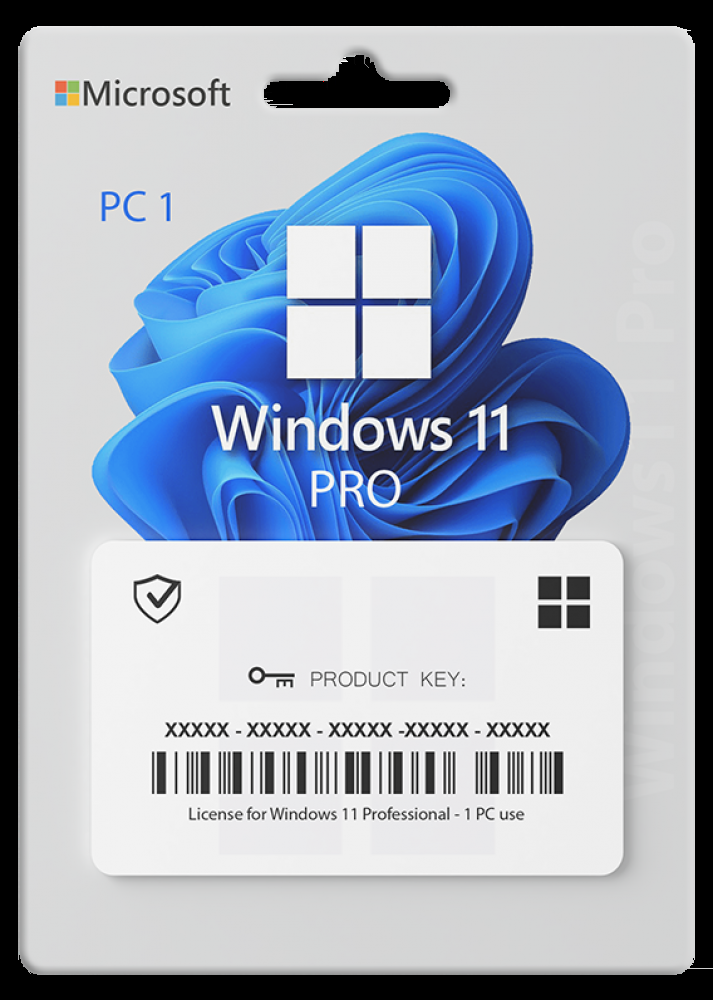 Microsoft
PC 1
Windows 11
PRO
Windows 11 Pro
PRODUCT KEY:
XXXXX - XXXXX - XXXXX -XXXXX - XXXXX
License for Windows 11 Professional - 1 PC use